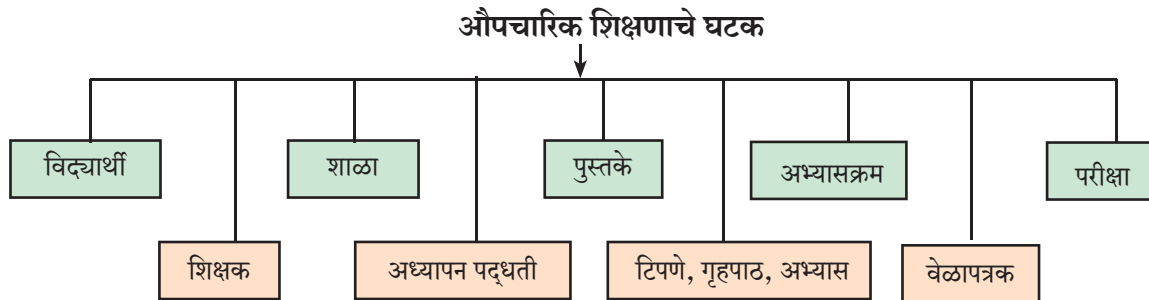 औपचारिक शिक्षणाचे घटक
विद्यार्थी
शाळा
पुस्तके
अभ्यासक्रम
परीक्षा
शिक्षक
अध्यापन पद्धती
टिपणे, गृहपाठ, अभ्यास
वेळापत्रक